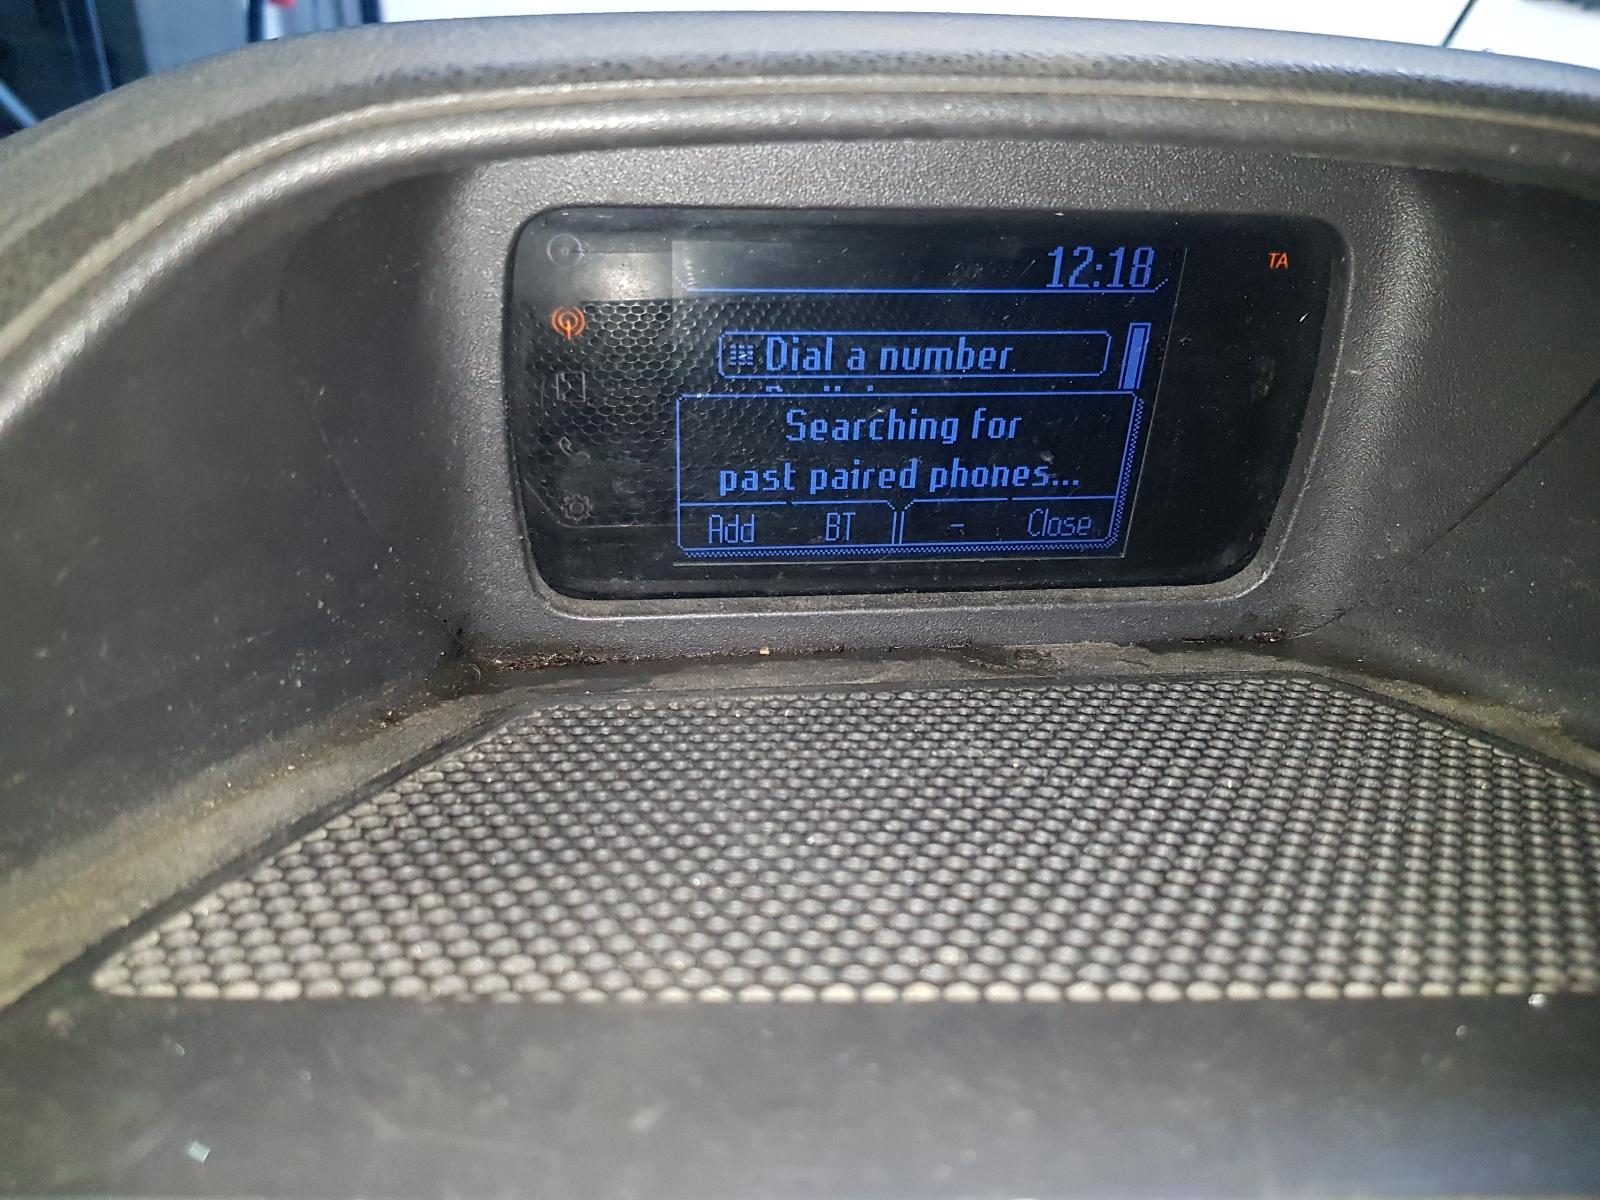 12:18
TA
Dial a number
Searching for
past paired phones...
Add BT - Close